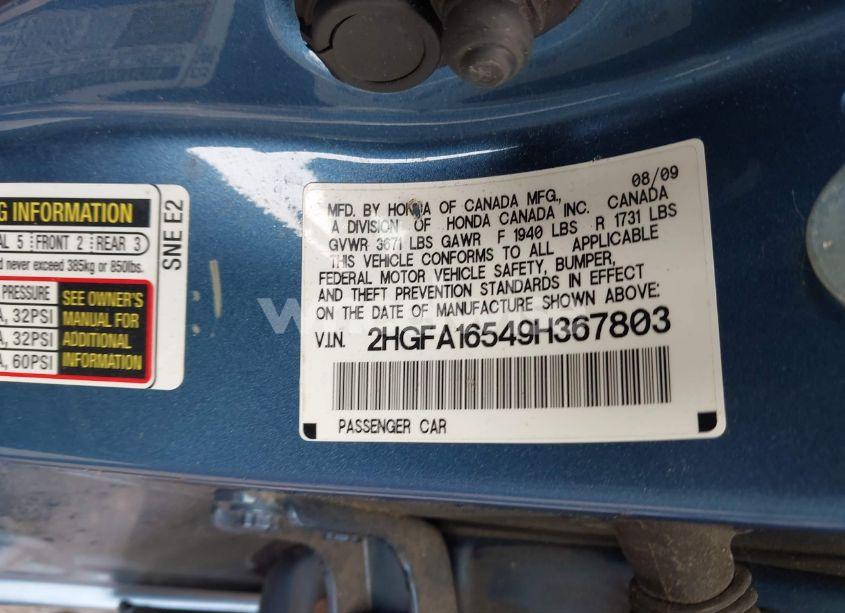 G INFORMATION
AL 5 FRONT 2 REAR 3
d never exceed 385kg or 850lbs.
PRESSURE
A, 32PSI
A, 32PSI
A, 60PSI
SEE OWNER'S
MANUAL FOR
ADDITIONAL
INFORMATION
SNE E2
08/09
MFD. BY HONDA OF CANADA MFG.,
A DIVISION OF HONDA CANADA INC. CANADA
GVWR 3671 LBS GAWR F 1940 LBS R 1731 LBS
THIS VEHICLE CONFORMS TO ALL APPLICABLE
FEDERAL MOTOR VEHICLE SAFETY, BUMPER,
AND THEFT PREVENTION STANDARDS IN EFFECT
ON THE DATE OF MANUFACTURE SHOWN ABOVE:
V.I.N. 2HGFA16549H367803
PASSENGER CAR